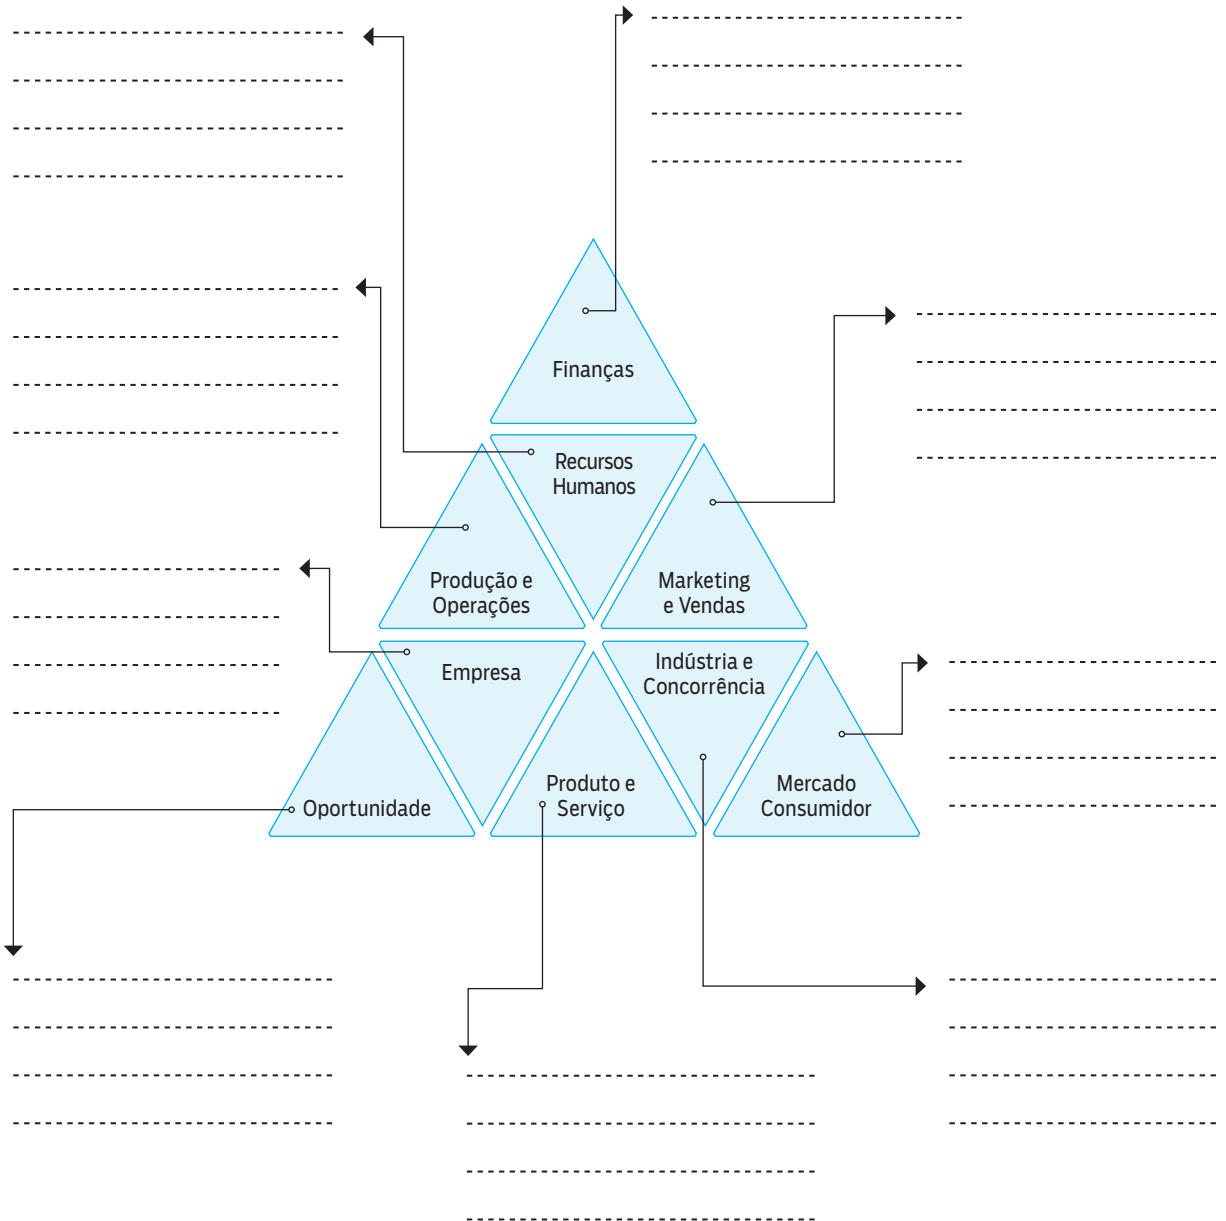 Finanças
Recursos
Humanos
Produção e
Operações
Marketing
e Vendas
Empresa
Indústria e
Concorrência
Oportunidade
Produto e
Serviço
Mercado
Consumidor